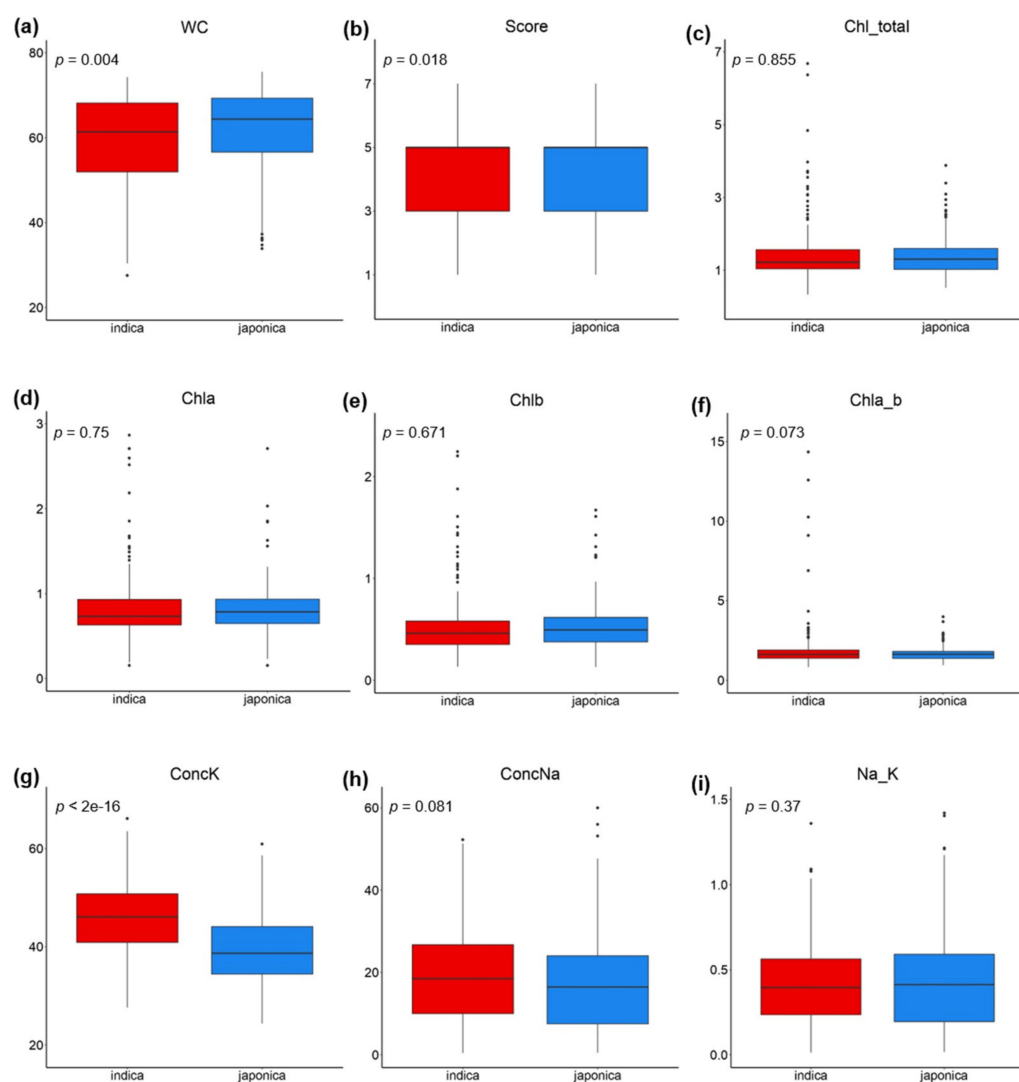 (a) WC
p = 0.004
80
60
40
20
indica japonica
(b) Score
p = 0.018
7
5
3
1
indica japonica
(c) Chl_total
p = 0.855
7
5
3
1
indica japonica
(d) Chla
p = 0.75
3
2
1
0
indica japonica
(e) Chlb
p = 0.671
2
1
0
indica japonica
(f) Chla_b
p = 0.073
15
10
5
0
indica japonica
(g) ConcK
p < 2e-16
60
40
20
indica japonica
(h) ConcNa
p = 0.081
60
40
20
0
indica japonica
(i) Na_K
p = 0.37
1.5
1.0
0.5
0.0
indica japonica